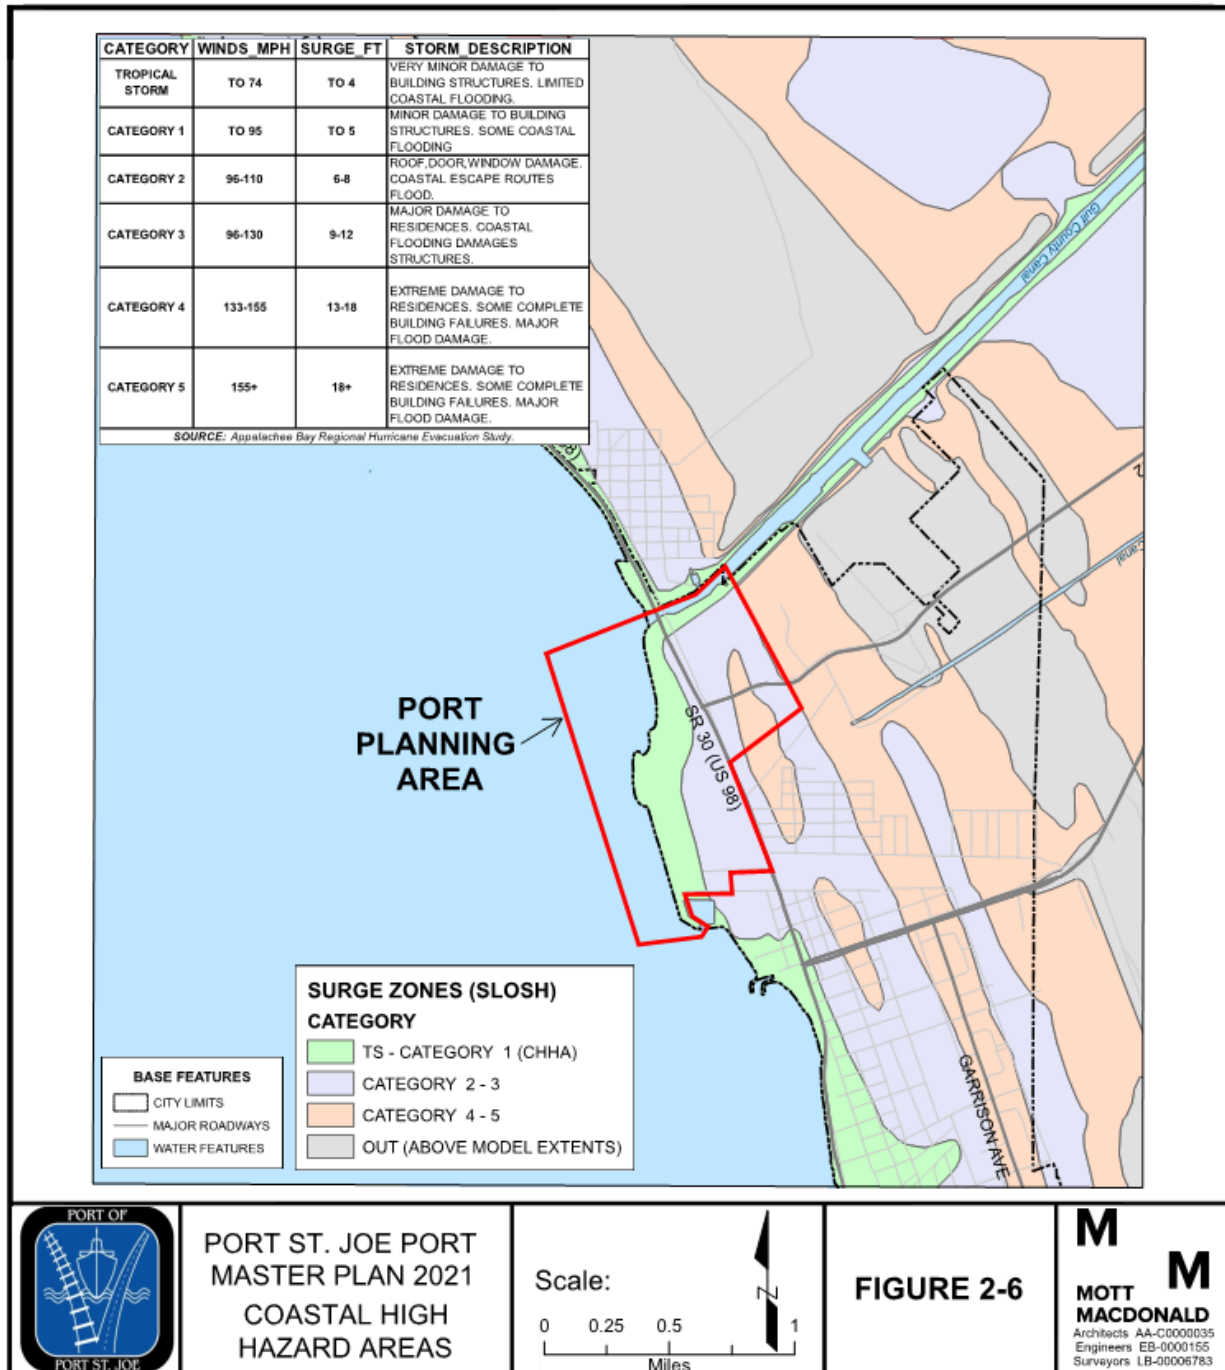 CATEGORY WINDS_MPH SURGE_FT STORM_DESCRIPTION
TROPICAL
STORM
TO 74
TO 4
VERY MINOR DAMAGE TO
BUILDING STRUCTURES. LIMITED
COASTAL FLOODING.
CATEGORY 1
TO 95
TO 5
MINOR DAMAGE TO BUILDING
STRUCTURES. SOME COASTAL
FLOODING
CATEGORY 2
96-110
6-8
ROOF,DOOR,WINDOW DAMAGE.
COASTAL ESCAPE ROUTES
FLOOD.
CATEGORY 3
96-130
9-12
MAJOR DAMAGE TO
RESIDENCES. COASTAL
FLOODING DAMAGES
STRUCTURES.
CATEGORY 4
133-155
13-18
EXTREME DAMAGE TO
RESIDENCES. SOME COMPLETE
BUILDING FAILURES. MAJOR
FLOOD DAMAGE.
CATEGORY 5
155+
18+
EXTREME DAMAGE TO
RESIDENCES. SOME COMPLETE
BUILDING FAILURES. MAJOR
FLOOD DAMAGE.
SOURCE: Appalachee Bay Regional Hurricane Evacuation Study.
Gulf County Canal
8)
2
Canal
PORT
PLANNING
AREA
SR 30 (US 98)
GARRISON AVE
SURGE ZONES (SLOSH)
CATEGORY
TS - CATEGORY 1 (CHHA)
CATEGORY 2 - 3
CATEGORY 4 - 5
OUT (ABOVE MODEL EXTENTS)
BASE FEATURES
CITY LIMITS
MAJOR ROADWAYS
WATER FEATURES
PORT OF
PORT ST. JOE
PORT ST. JOE PORT
MASTER PLAN 2021
COASTAL HIGH
HAZARD AREAS
Scale:
0 0.25 0.5 1
Miles
N
FIGURE 2-6
M
M
MOTT
MACDONALD
Architects AA-C0000035
Engineers EB-0000155
Surveyors LB-00006783